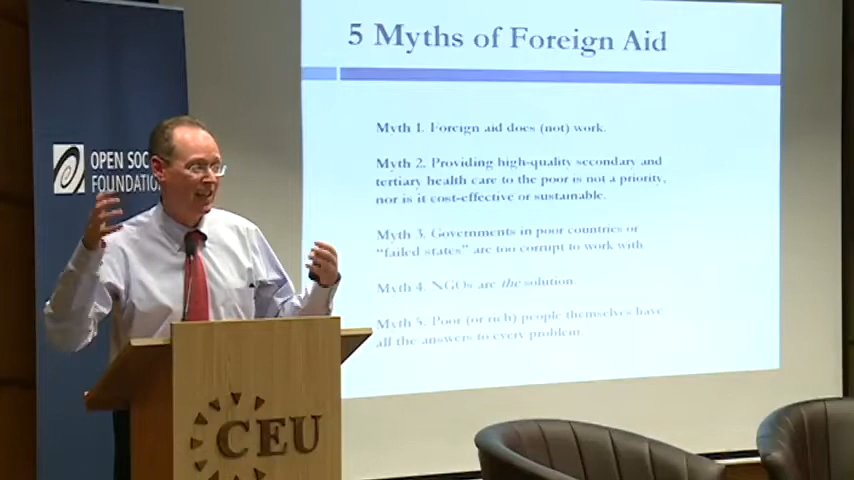 5 Myths of Foreign Aid
Myth 1. Foreign aid does (not) work.
Myth 2. Providing high-quality secondary and
tertiary health care to the poor is not a priority,
nor is it cost-effective or sustainable.
Myth 3. Governments in poor countries or
"failed states" are too corrupt to work with.
Myth 4. NGOs are the solution.
Myth 5. Poor (or rich) people themselves have
all the answers to every problem.
OPEN SOC
FOUNDATION
CEU